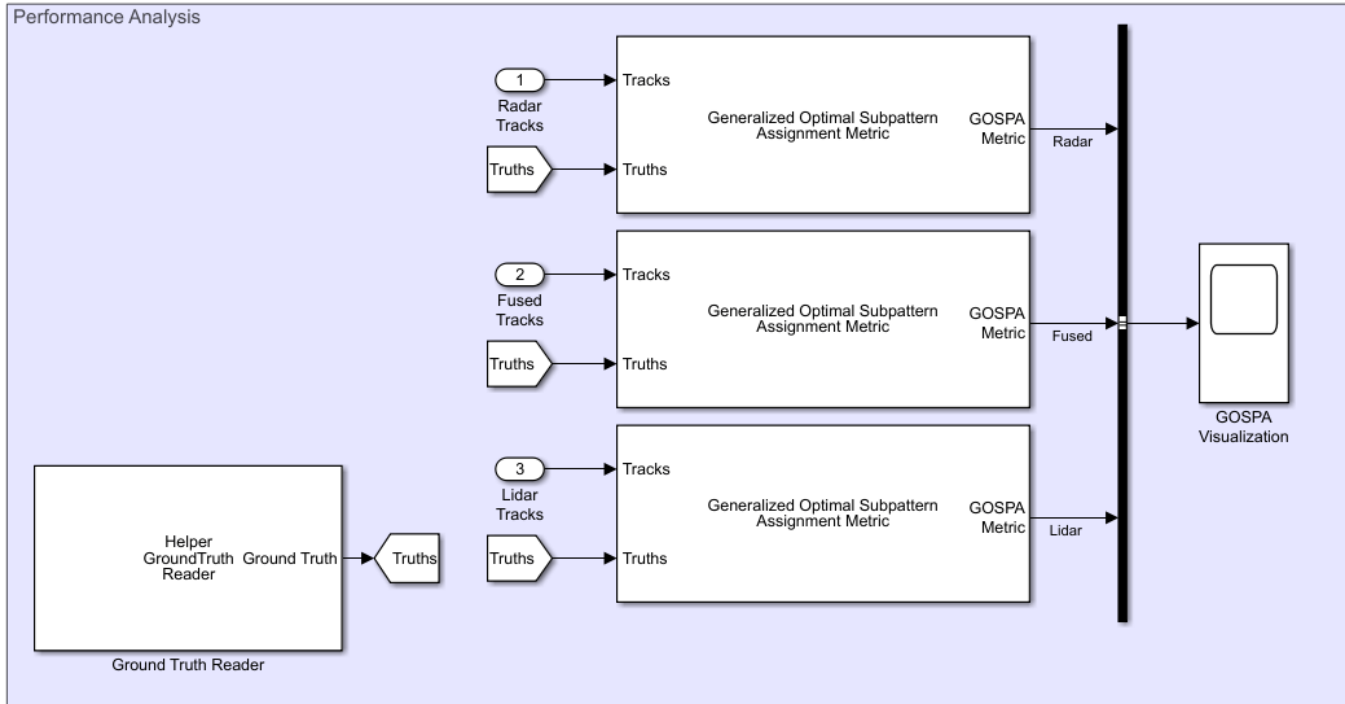 Performance Analysis
1
Radar
Tracks
Truths
Tracks
Truths
Generalized Optimal Subpattern
Assignment Metric
GOSPA
Metric
Radar
2
Fused
Tracks
Truths
Tracks
Truths
Generalized Optimal Subpattern
Assignment Metric
GOSPA
Metric
Fused
GOSPA
Visualization
3
Lidar
Tracks
Truths
Tracks
Truths
Generalized Optimal Subpattern
Assignment Metric
GOSPA
Metric
Lidar
Helper
GroundTruth
Reader
Ground Truth
Truths
Ground Truth Reader